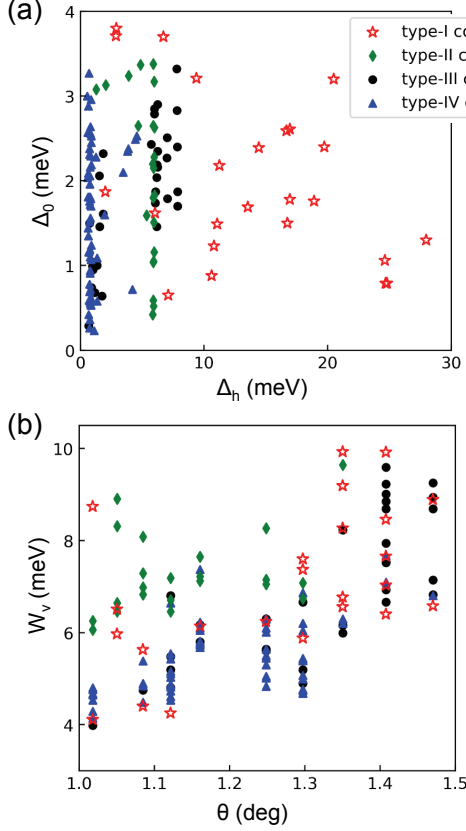 (a)
type-I co
type-II c
type-III
type-IV
4
3
2
1
0
Δ₀ (meV)
0 10 20 30
Δₕ (meV)
(b)
10
8
6
4
Wᵥ (meV)
1.0 1.1 1.2 1.3 1.4 1.5
θ (deg)